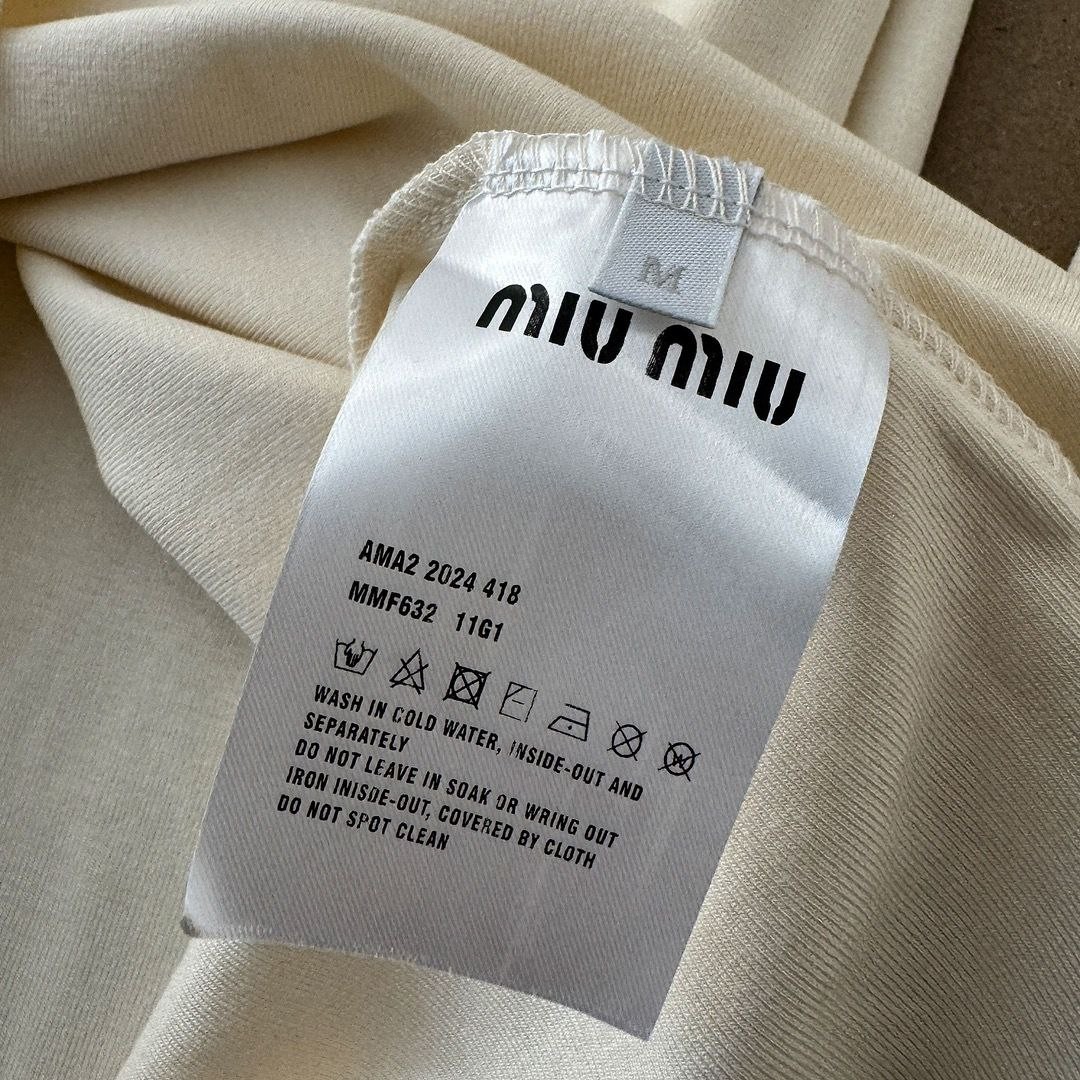 M
MIU MIU
AMA2 2024 418
MMF632 11G1
WASH IN COLD WATER, INSIDE-OUT AND
SEPARATELY
DO NOT LEAVE IN SOAK OR WRING OUT
IRON INISDE-OUT, COVERED BY CLOTH
DO NOT SPOT CLEAN